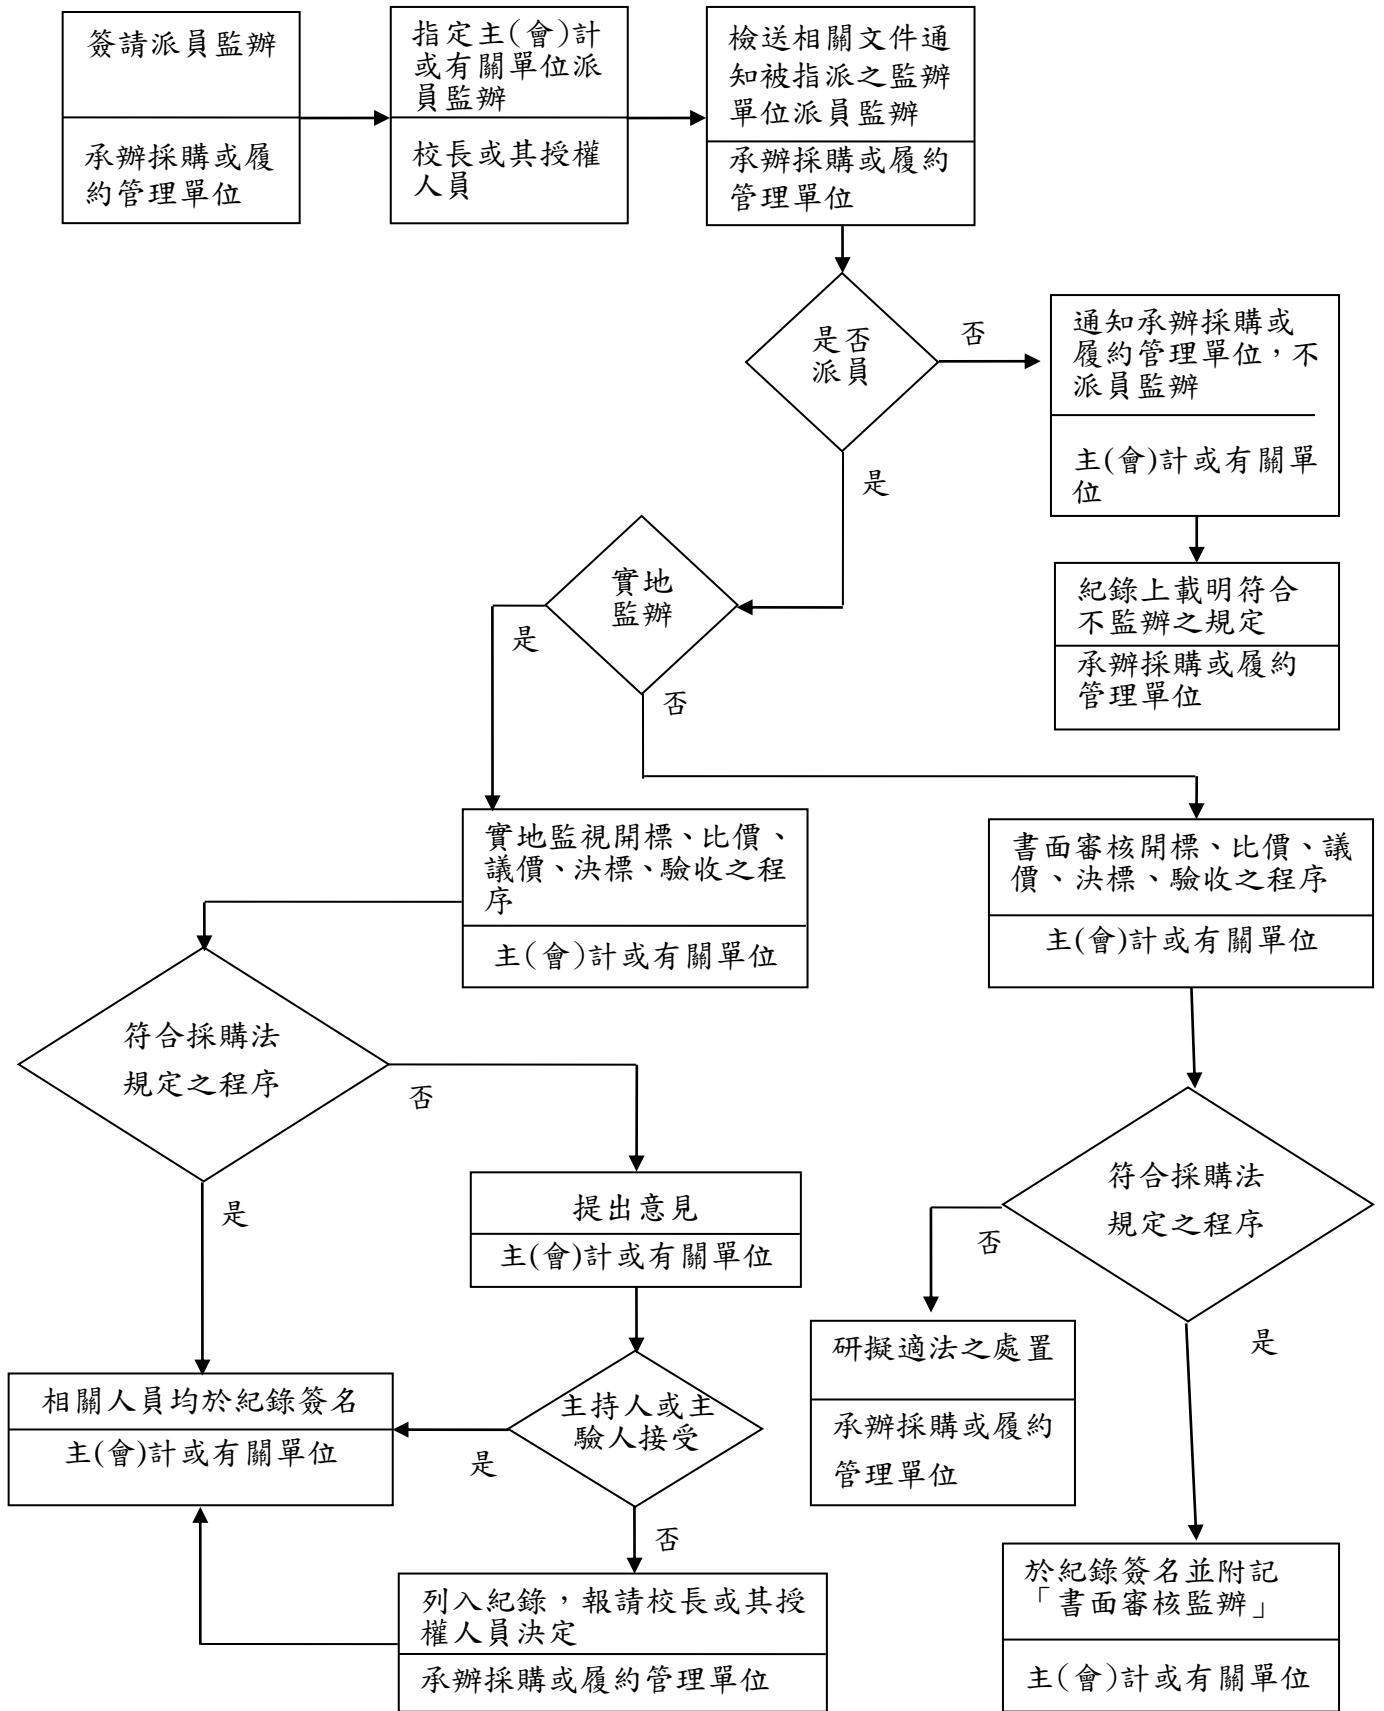 簽請派員監辦
承辦採購或履
約管理單位
指定主(會)計
或有關單位派
員監辦
校長或其授權
人員
檢送相關文件通
知被指派之監辦
單位派員監辦
承辦採購或履約
管理單位
是否
派員
否
通知承辦採購或
履約管理單位，不
派員監辦
主(會)計或有關單
位
是
紀錄上載明符合
不監辦之規定
承辦採購或履約
管理單位
實地
監辦
是
否
實地監視開標、比價、
議價、決標、驗收之程
序
主(會)計或有關單位
書面審核開標、比價、議
價、決標、驗收之程序
主(會)計或有關單位
符合採購法
規定之程序
否
是
提出意見
主(會)計或有關單位
符合採購法
規定之程序
否
是
研擬適法之處置
承辦採購或履約
管理單位
相關人員均於紀錄簽名
主(會)計或有關單位
主持人或主
驗人接受
是
否
列入紀錄，報請校長或其授
權人員決定
承辦採購或履約管理單位
於紀錄簽名並附記
「書面審核監辦」
主(會)計或有關單位